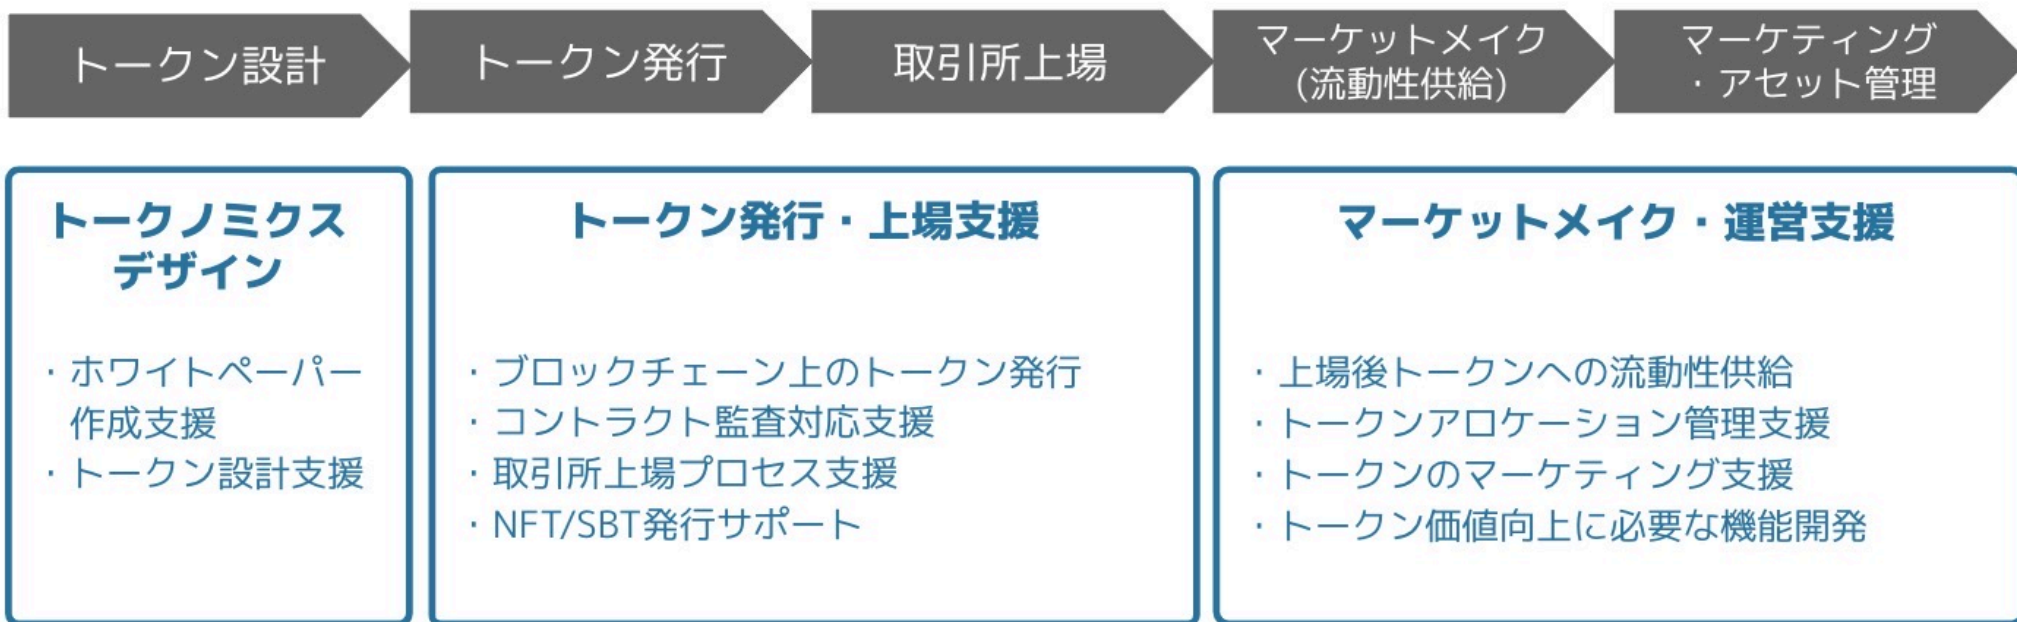 トークン設計
トークン発行
取引所上場
マーケットメイク
(流動性供給)
マーケティング
・アセット管理
トークノミクス
デザイン
・ホワイトペーパー
作成支援
・トークン設計支援
トークン発行・上場支援
・ブロックチェーン上のトークン発行
・コントラクト監査対応支援
・取引所上場プロセス支援
・NFT/SBT発行サポート
マーケットメイク・運営支援
・上場後トークンへの流動性供給
・トークンアロケーション管理支援
・トークンのマーケティング支援
・トークン価値向上に必要な機能開発